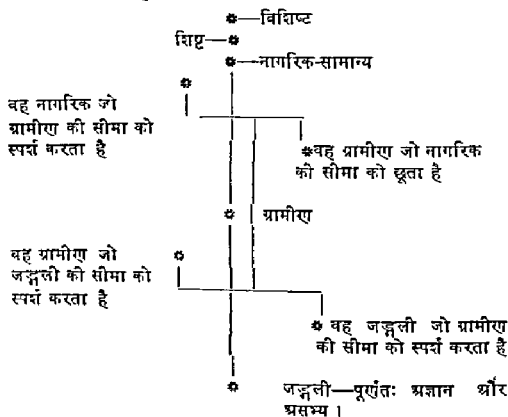 विशिष्ट
शिष्ट
नागरिक-सामान्य
वह नागरिक जो
ग्रामीण की सीमा को
स्पर्श करता है
वह ग्रामीण जो नागरिक
की सीमा को छूता है
ग्रामीण
वह ग्रामीण जो
जङ्गली की सीमा को
स्पर्श करता है
वह जङ्गली जो ग्रामीण
की सीमा को स्पर्श करता है
जङ्गली—पूर्णतः अज्ञान और
असभ्य ।